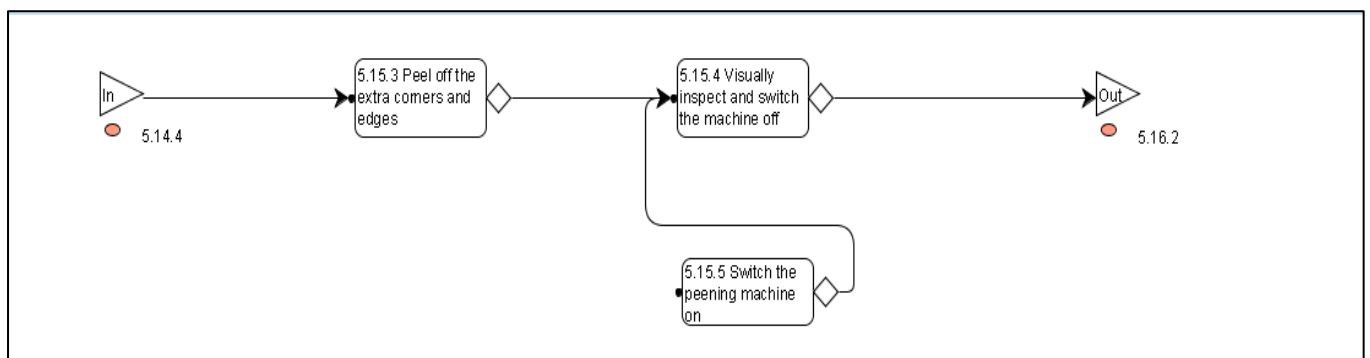 In
5.14.4
5.15.3 Peel off the
extra corners and
edges
5.15.4 Visually
inspect and switch
the machine off
Out
5.16.2
5.15.5 Switch the
peening machine
on